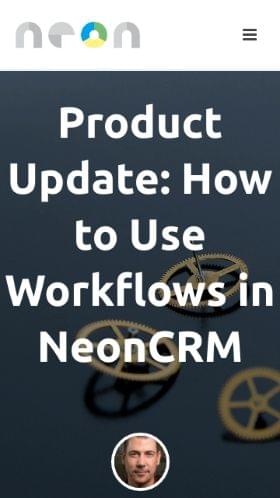 neon
Product
Update: How
to Use
Workflows in
NeonCRM